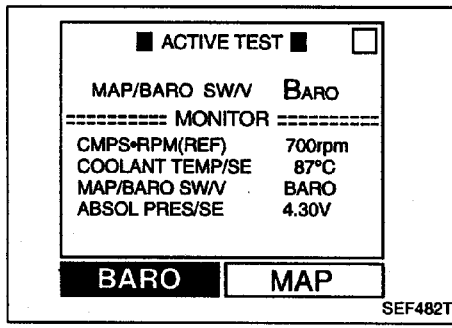 ■ ACTIVE TEST ■ □
MAP/BARO SW/V BARO
========== MONITOR ==========
CMPS•RPM(REF) 700rpm
COOLANT TEMP/SE 87°C
MAP/BARO SW/V BARO
ABSOL PRES/SE 4.30V
BARO MAP
SEF482T